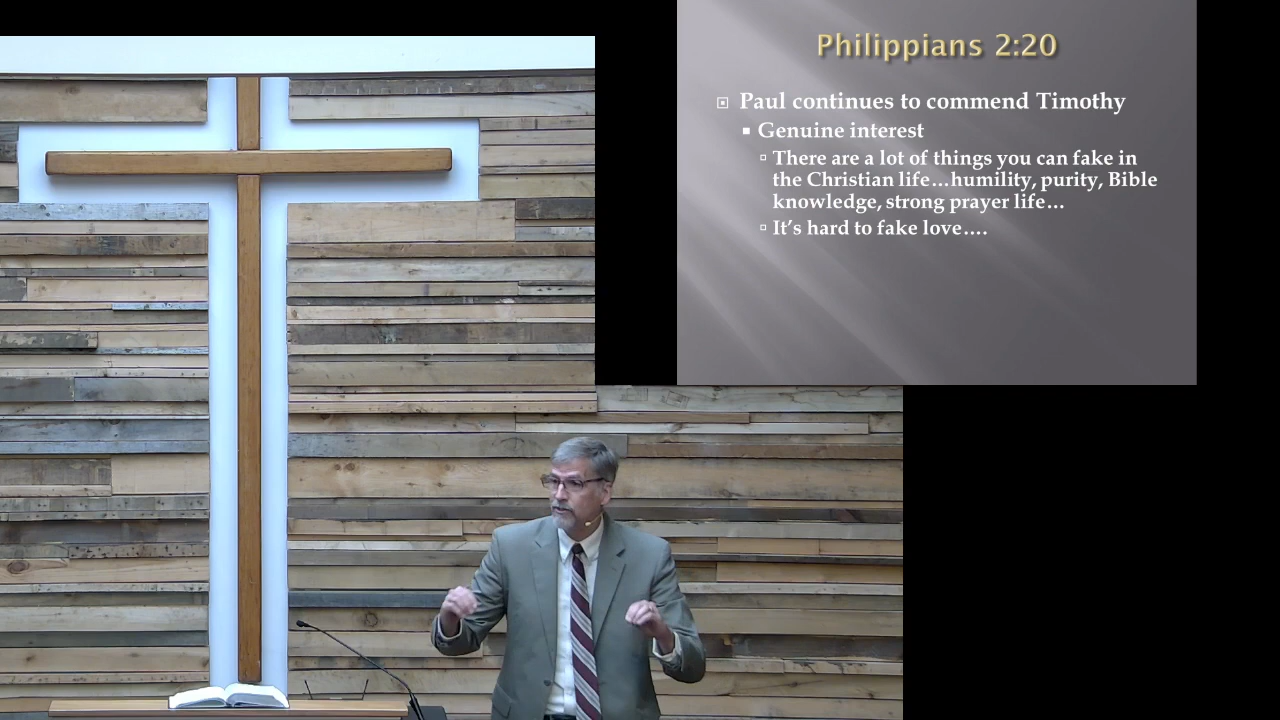 Philippians 2:20
Paul continues to commend Timothy
Genuine interest
There are a lot of things you can fake in
the Christian life…humility, purity, Bible
knowledge, strong prayer life…
It’s hard to fake love….